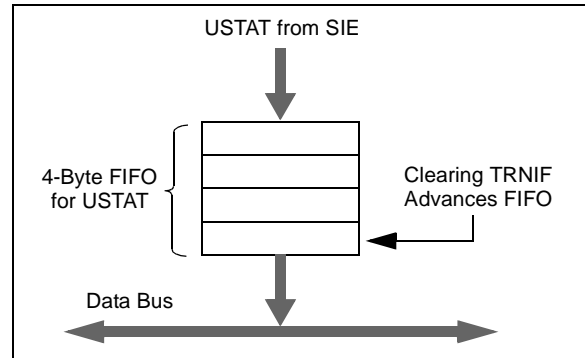 USTAT from SIE
4-Byte FIFO
for USTAT
Clearing TRNIF
Advances FIFO
Data Bus